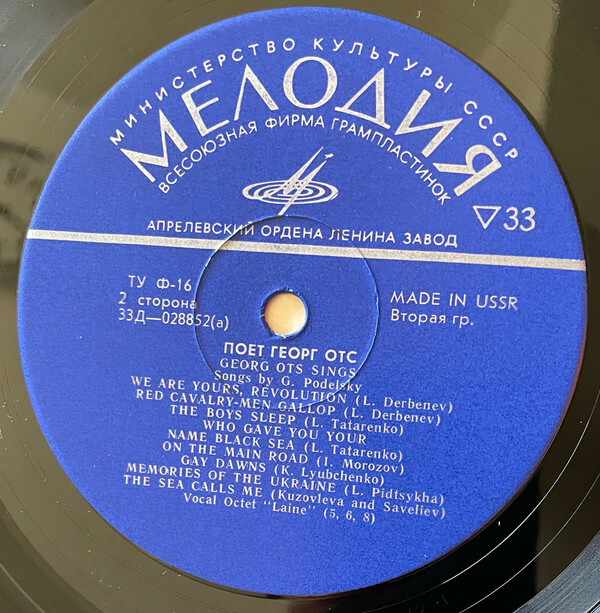 МИНИСТЕРСТВО КУЛЬТУРЫ СССР
МЕЛОДИЯ
ВСЕСОЮЗНАЯ ФИРМА ГРАМПЛАСТИНОК
▽33
АПРЕЛЕВСКИЙ ОРДЕНА ЛЕНИНА ЗАВОД
ТУ Ф-16
2 сторона
33Д—028852(а)
MADE IN USSR
Вторая гр.
ПОЕТ ГЕОРГ ОТС
GEORG OTS SINGS
Songs by G. Podelsky
WE ARE YOURS, REVOLUTION (L. Derbenev)
RED CAVALRY-MEN GALLOP (L. Derbenev)
THE BOYS SLEEP (L. Tatarenko)
WHO GAVE YOU YOUR
NAME BLACK SEA (L. Tatarenko)
ON THE MAIN ROAD (I. Morozov)
GAY DAWNS (K. Lyubchenko)
MEMORIES OF THE UKRAINE (L. Pidtsykha)
THE SEA CALLS ME (Kuzovleva and Saveliev)
Vocal Octet "Laine" (5, 6, 8)